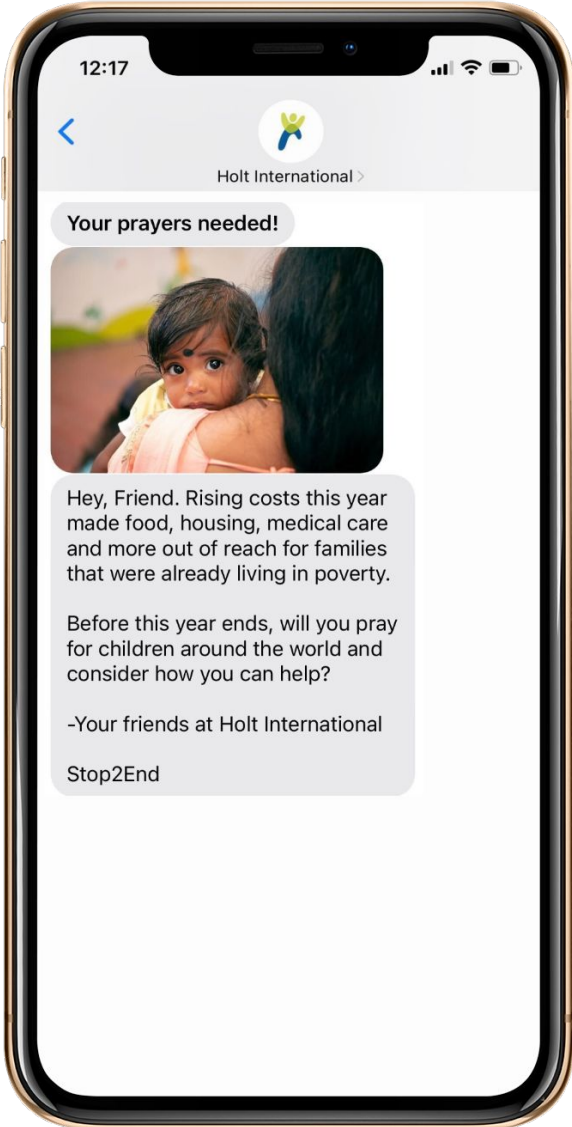 12:17
Holt International
Your prayers needed!
Hey, Friend. Rising costs this year
made food, housing, medical care
and more out of reach for families
that were already living in poverty.
Before this year ends, will you pray
for children around the world and
consider how you can help?
-Your friends at Holt International
Stop2End